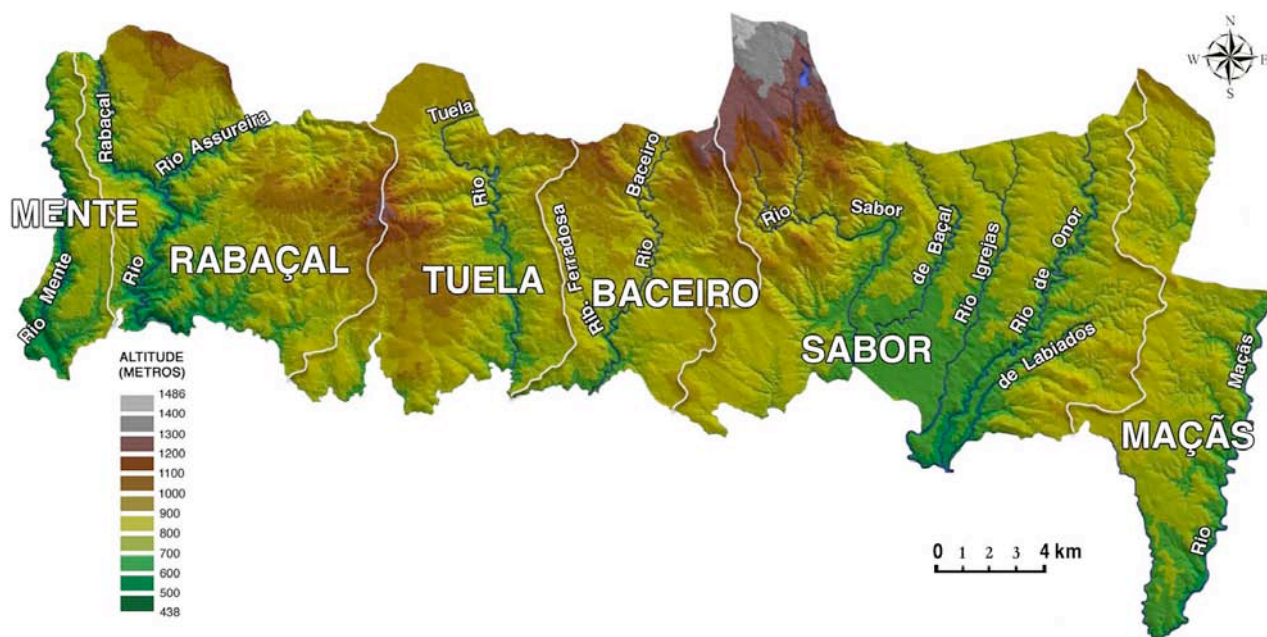 N
W E
S
Tuela
Rabaçal
Rio Assureira
Baceiro
MENTE
Rio
Rio
Sabor
de Baçal
Rio Igrejas
Rio de Onor
RABAÇAL
Rio
TUELA
Rib. Ferradosa
Rio
BACEIRO
Rio Mente
SABOR
de Labiados
Maçãs
MAÇÃS
Rio
ALTITUDE
(METROS)
1486
1400
1300
1200
1100
1000
900
800
700
600
500
438
0 1 2 3 4 km